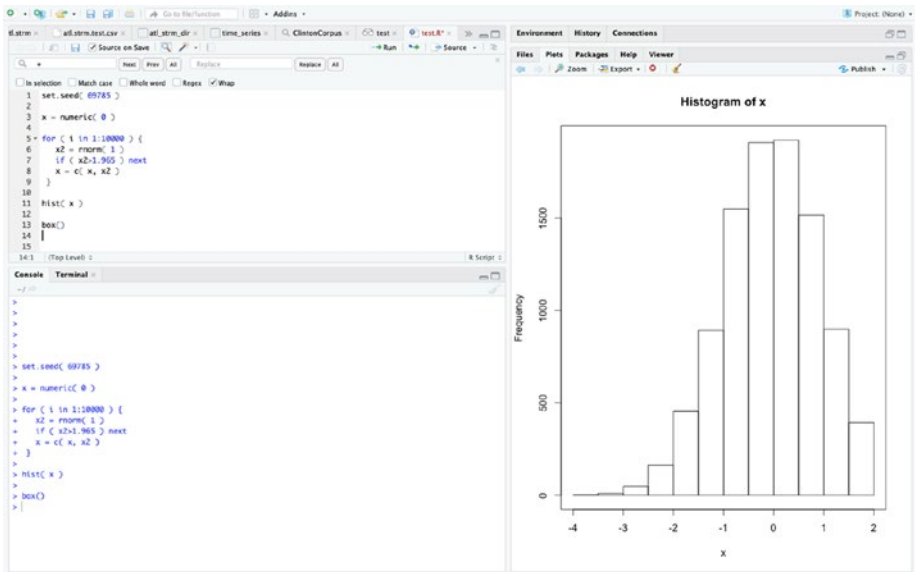 Go to file/function
Addins
Project: (None)
tl.strm
atl.strm.test.csv
atl_strm_dir
time_series
ClintonCorpus
test
test.R*
Source on Save
Run
Source
Next
Prev
All
Replace
Replace
All
In selection
Match case
Whole word
Regex
Wrap
1 set.seed( 69785 )
2
3 x = numeric( 0 )
4
5 for ( i in 1:10000 ) {
6 x2 = rnorm( 1 )
7 if ( x2>1.965 ) next
8 x = c( x, x2 )
9 }
10
11 hist( x )
12
13 box()
14
15
14:1
(Top Level)
R Script
Console
Terminal
~/
>
>
>
>
>
>
> set.seed( 69785 )
>
> x = numeric( 0 )
>
> for ( i in 1:10000 ) {
+ x2 = rnorm( 1 )
+ if ( x2>1.965 ) next
+ x = c( x, x2 )
+ }
>
> hist( x )
>
> box()
>
Environment
History
Connections
Files
Plots
Packages
Help
Viewer
Zoom
Export
Publish
Histogram of x
Frequency
1500
1000
500
0
-4
-3
-2
-1
0
1
2
x